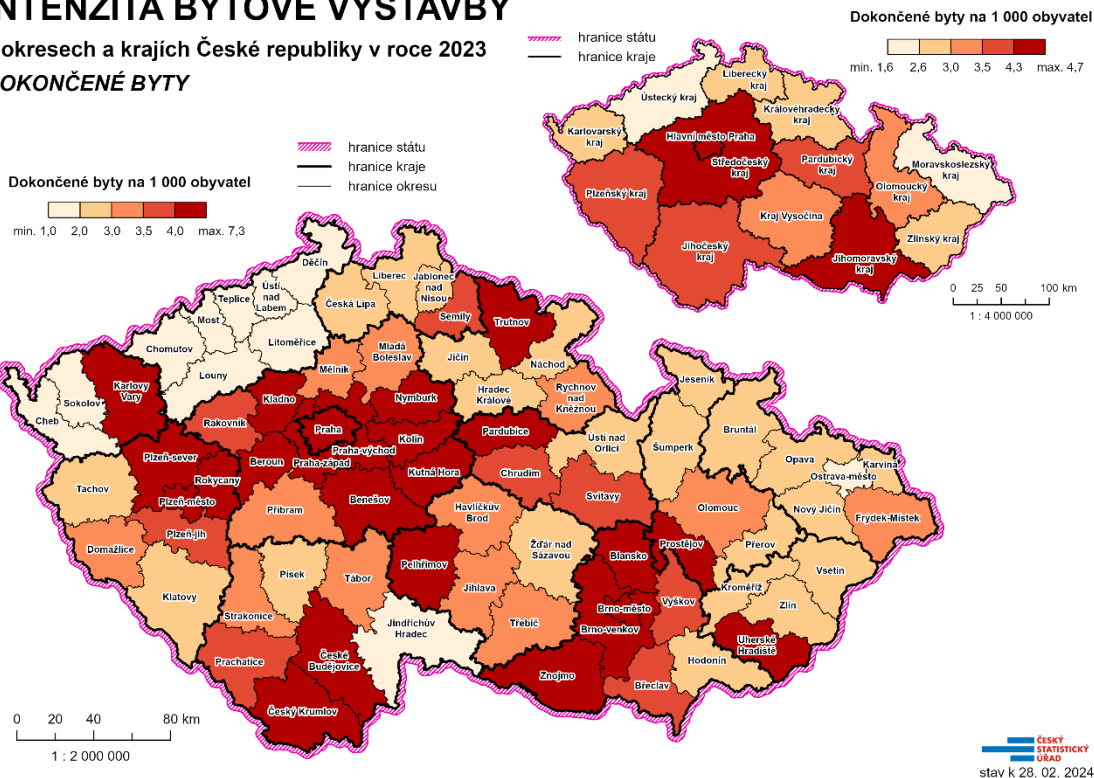 NTENZITA BYTOVÉ VÝSTAVBY
okresech a krajích České republiky v roce 2023
OKONČENÉ BYTY
hranice státu
hranice kraje
Dokončené byty na 1 000 obyvatel
min. 1,6 2,6 3,0 3,5 4,3 max. 4,7
Liberecký
kraj
Ústecký kraj
Královéhradecký
kraj
Karlovarský
kraj
Hlavní město Praha
Středočeský
kraj
Pardubický
kraj
Moravskoslezský
kraj
Plzeňský kraj
Olomoucký
kraj
Kraj Vysočina
Zlínský kraj
Jihočeský
kraj
Jihomoravský
kraj
0 25 50 100 km
1 : 4 000 000
hranice státu
hranice kraje
hranice okresu
Dokončené byty na 1 000 obyvatel
min. 1,0 2,0 3,0 3,5 4,0 max. 7,3
Děčín
Liberec
Jablonec
nad
Nisou
Ústí
nad
Labem
Teplice
Česká Lípa
Most
Semily
Trutnov
Litoměřice
Chomutov
Mladá
Boleslav
Jičín
Náchod
Louny
Mělník
Jeseník
Karlovy
Vary
Sokolov
Kladno
Nymburk
Hradec
Králové
Rychnov
nad
Kněžnou
Cheb
Rakovník
Praha
Kolín
Pardubice
Bruntál
Ústí nad
Orlicí
Šumperk
Plzeň-sever
Praha-východ
Beroun
Praha-západ
Opava
Karviná
Ostrava-město
Rokycany
Kutná Hora
Chrudim
Tachov
Plzeň-město
Benešov
Svitavy
Příbram
Havlíčkův
Brod
Olomouc
Nový Jičín
Frýdek-Místek
Plzeň-jih
Domažlice
Žďár nad
Sázavou
Prostějov
Přerov
Blansko
Pelhřimov
Vsetín
Písek
Tábor
Klatovy
Jihlava
Kroměříž
Vyškov
Brno-město
Zlín
Strakonice
Jindřichův
Hradec
Třebíč
Brno-venkov
Uherské
Hradiště
Prachatice
České
Budějovice
Hodonín
Znojmo
Břeclav
Český Krumlov
0 20 40 80 km
1 : 2 000 000
ČESKÝ
STATISTICKÝ
ÚŘAD
stav k 28. 02. 2024